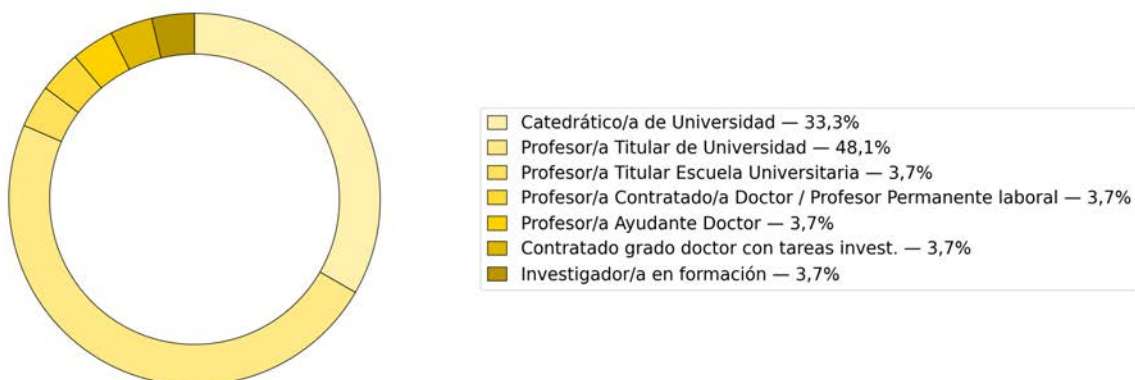 Catedrático/a de Universidad — 33,3%
Profesor/a Titular de Universidad — 48,1%
Profesor/a Titular Escuela Universitaria — 3,7%
Profesor/a Contratado/a Doctor / Profesor Permanente laboral — 3,7%
Profesor/a Ayudante Doctor — 3,7%
Contratado grado doctor con tareas invest. — 3,7%
Investigador/a en formación — 3,7%